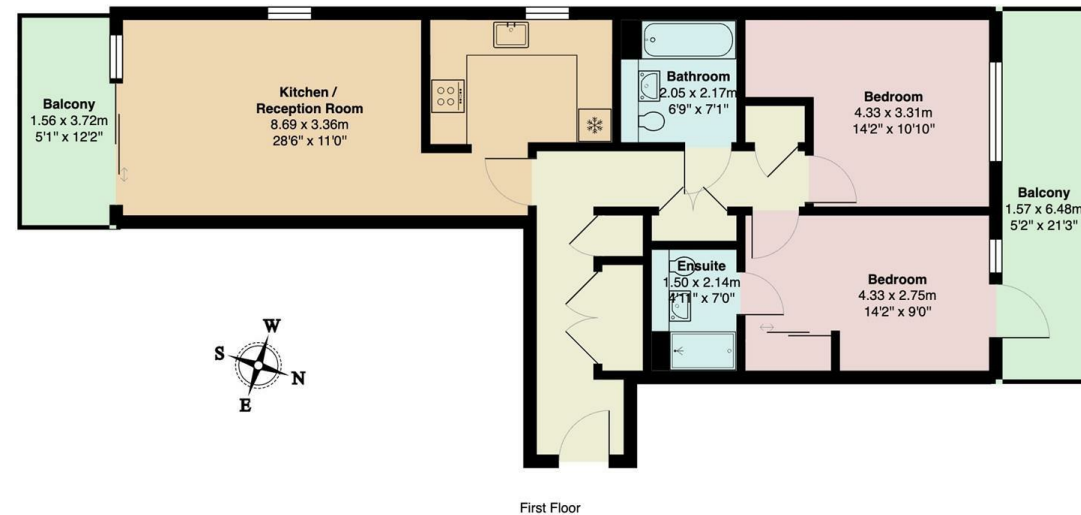 Balcony
1.56 x 3.72m
5'1" x 12'2"
Kitchen /
Reception Room
8.69 x 3.36m
28'6" x 11'0"
Bathroom
2.05 x 2.17m
6'9" x 7'1"
Bedroom
4.33 x 3.31m
14'2" x 10'10"
Balcony
1.57 x 6.48m
5'2" x 21'3"
Ensuite
1.50 x 2.14m
4'11" x 7'0"
Bedroom
4.33 x 2.75m
14'2" x 9'0"
W
S
N
E
First Floor